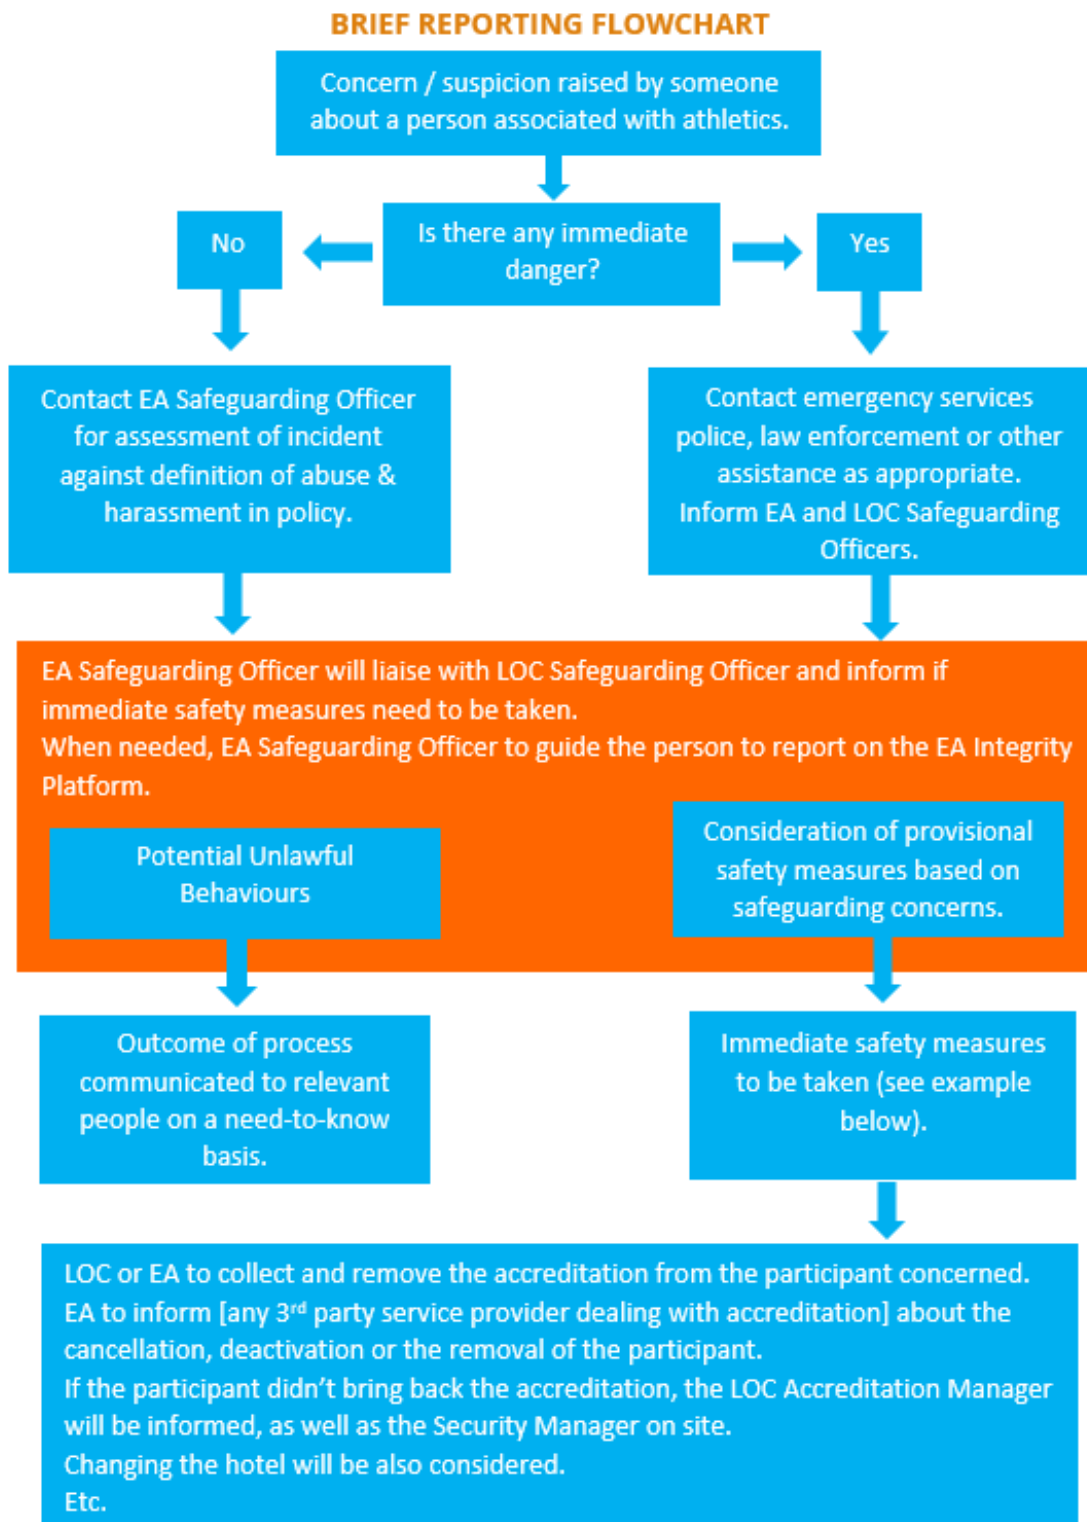 BRIEF REPORTING FLOWCHART
Concern / suspicion raised by someone
about a person associated with athletics.
Is there any immediate
danger?
No
Yes
Contact EA Safeguarding Officer
for assessment of incident
against definition of abuse &
harassment in policy.
Contact emergency services
police, law enforcement or other
assistance as appropriate.
Inform EA and LOC Safeguarding
Officers.
EA Safeguarding Officer will liaise with LOC Safeguarding Officer and inform if
immediate safety measures need to be taken.
When needed, EA Safeguarding Officer to guide the person to report on the EA Integrity
Platform.
Potential Unlawful
Behaviours
Consideration of provisional
safety measures based on
safeguarding concerns.
Outcome of process
communicated to relevant
people on a need-to-know
basis.
Immediate safety measures
to be taken (see example
below).
LOC or EA to collect and remove the accreditation from the participant concerned.
EA to inform [any 3rd party service provider dealing with accreditation] about the
cancellation, deactivation or the removal of the participant.
If the participant didn’t bring back the accreditation, the LOC Accreditation Manager
will be informed, as well as the Security Manager on site.
Changing the hotel will be also considered.
Etc.